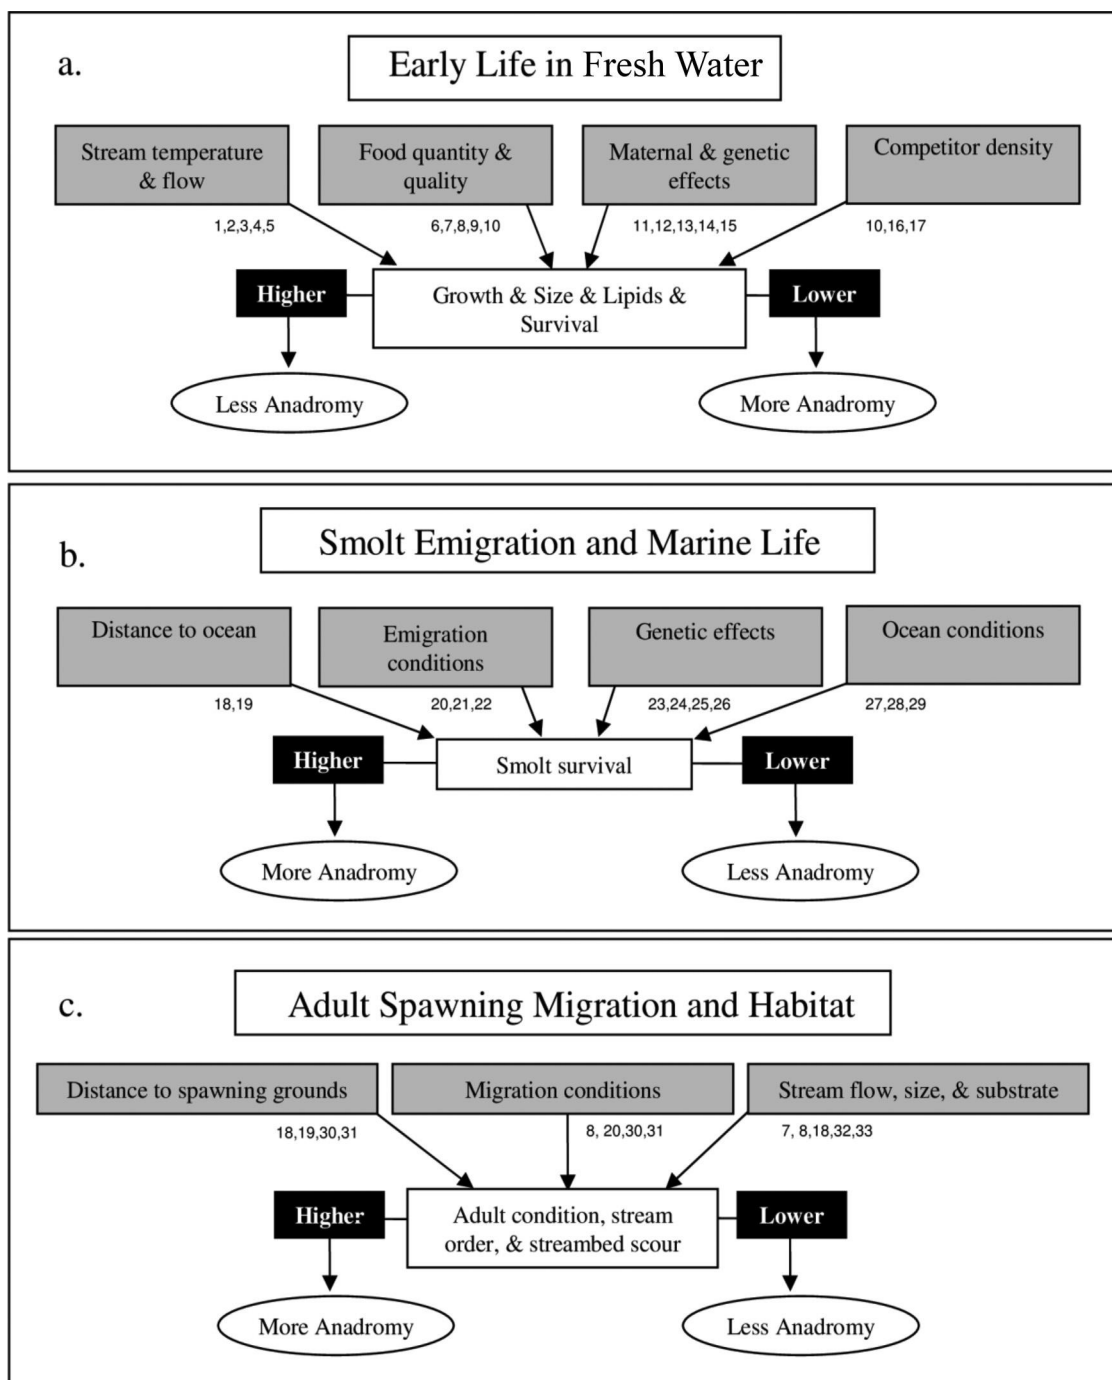 a.
Early Life in Fresh Water
Stream temperature
& flow
Food quantity &
quality
Maternal & genetic
effects
Competitor density
1,2,3,4,5
6,7,8,9,10
11,12,13,14,15
10,16,17
Higher
Growth & Size & Lipids &
Survival
Lower
Less Anadromy
More Anadromy
b.
Smolt Emigration and Marine Life
Distance to ocean
Emigration
conditions
Genetic effects
Ocean conditions
18,19
20,21,22
23,24,25,26
27,28,29
Higher
Smolt survival
Lower
More Anadromy
Less Anadromy
c.
Adult Spawning Migration and Habitat
Distance to spawning grounds
Migration conditions
Stream flow, size, & substrate
18,19,30,31
8, 20,30,31
7, 8,18,32,33
Higher
Adult condition, stream
order, & streambed scour
Lower
More Anadromy
Less Anadromy